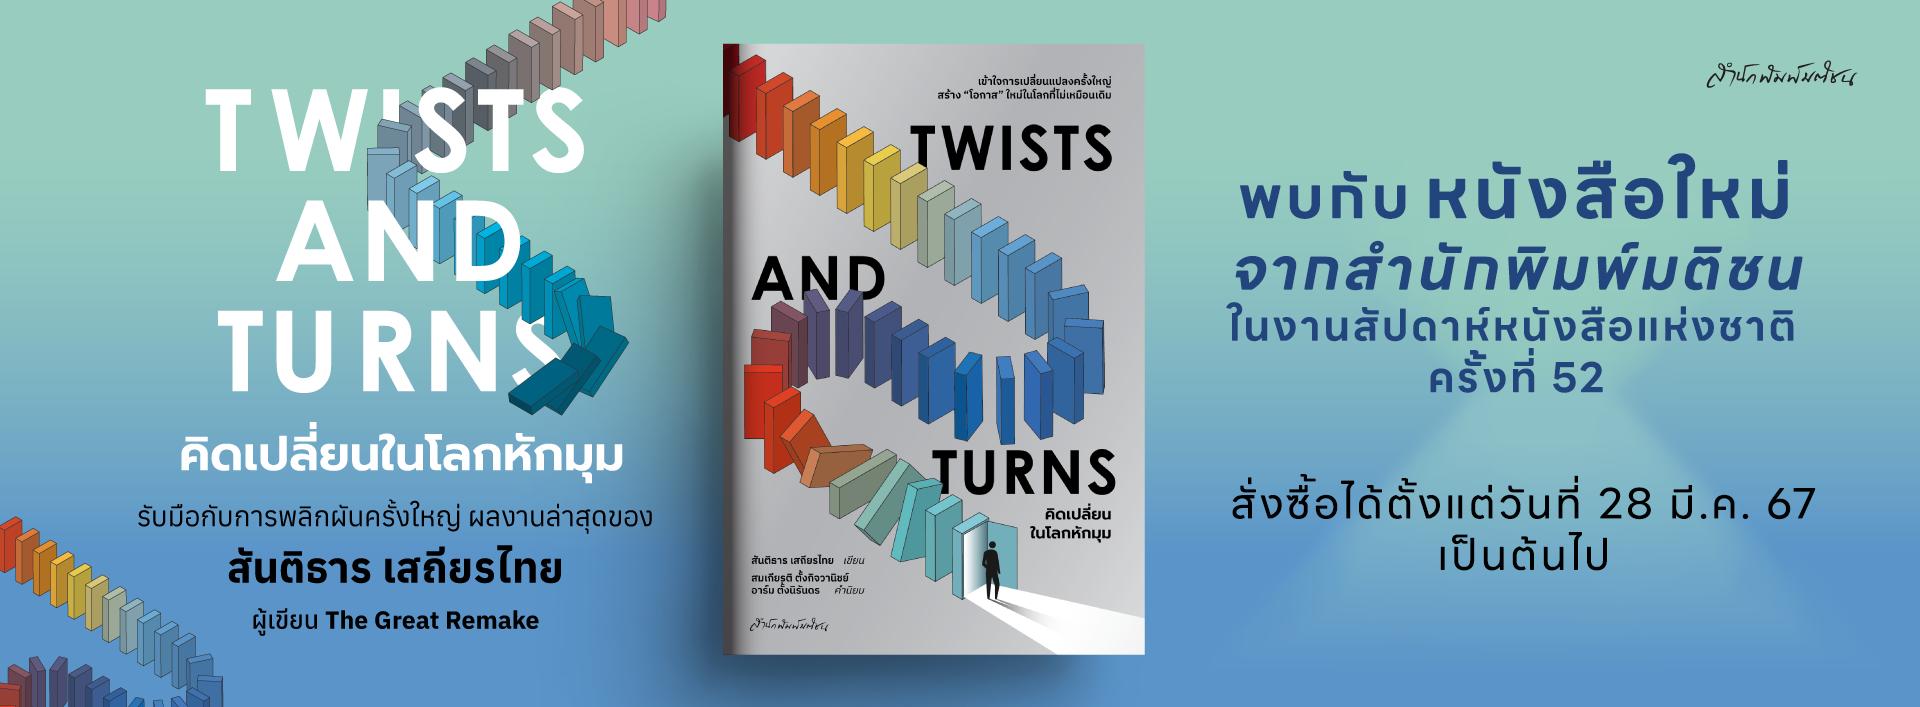 TWISTS
AND
TURNS
คิดเปลี่ยนในโลกหักมุม
รับมือกับการพลิกผันครั้งใหญ่ ผลงานล่าสุดของ
สันติธาร เสถียรไทย
ผู้เขียน The Great Remake
เข้าใจการเปลี่ยนแปลงครั้งใหญ่
สร้าง “โอกาส” ใหม่ในโลกที่ไม่เหมือนเดิม
TWISTS
AND
TURNS
คิดเปลี่ยน
ในโลกหักมุม
สันติธาร เสถียรไทย เขียน
สมเกียรติ ตั้งกิจวานิชย์
อาร์ม ตั้งนิรันดร คำนิยม
สำนักพิมพ์มติชน
สำนักพิมพ์มติชน
พบกับ หนังสือใหม่
จากสำนักพิมพ์มติชน
ในงานสัปดาห์หนังสือแห่งชาติ
ครั้งที่ 52
สั่งซื้อได้ตั้งแต่วันที่ 28 มี.ค. 67
เป็นต้นไป